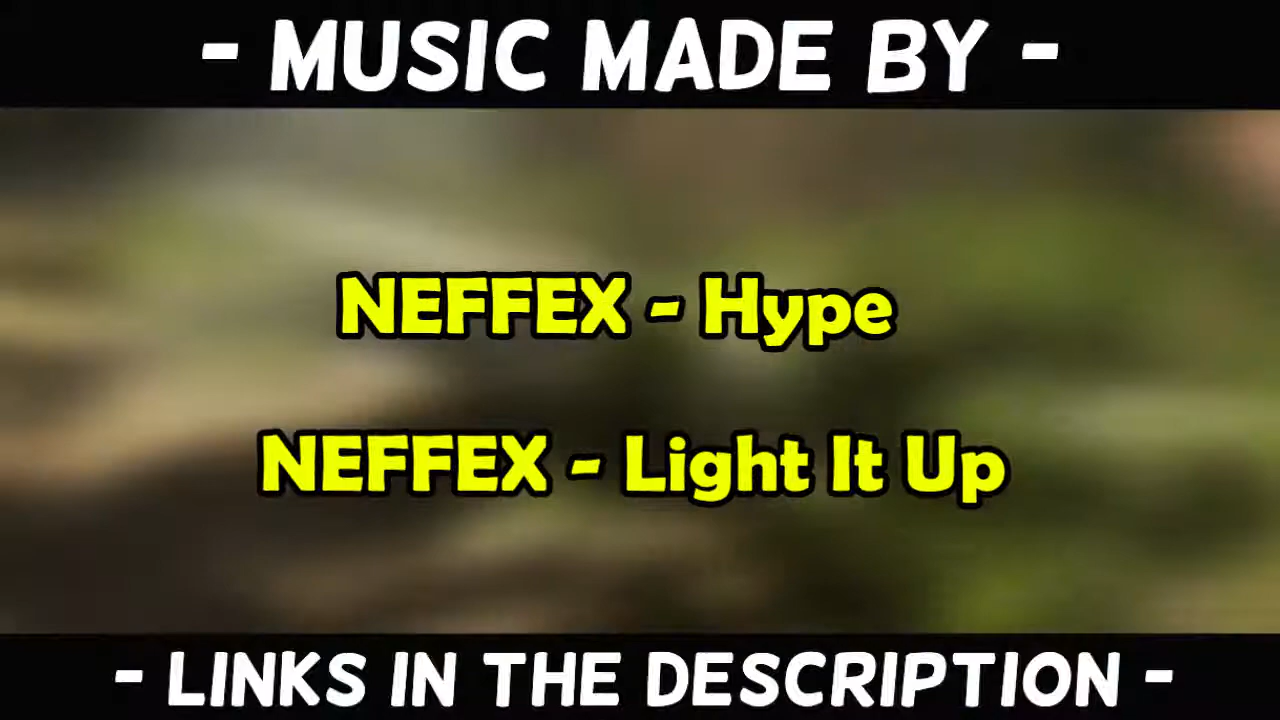 - MUSIC MADE BY -
NEFFEX - Hype
NEFFEX - Light It Up
- LINKS IN THE DESCRIPTION -